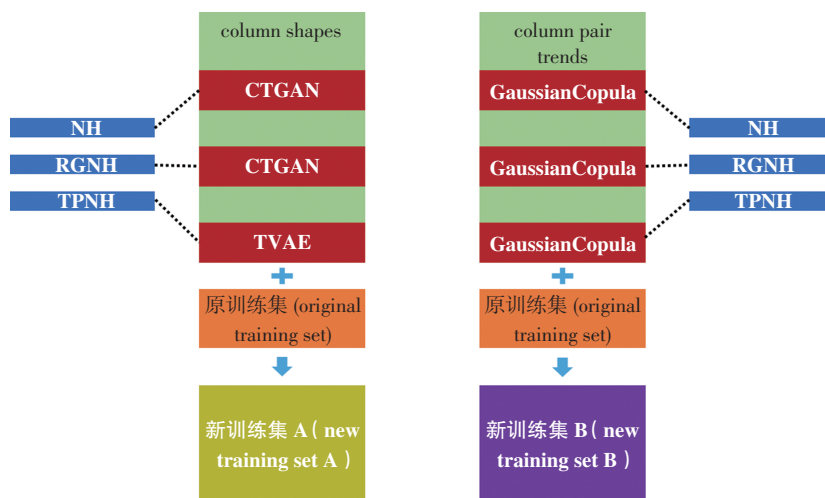 column shapes
CTGAN
NH
RGNH
CTGAN
TPNH
TVAE
原训练集 (original
training set)
新训练集 A ( new
training set A )
column pair
trends
GaussianCopula
NH
GaussianCopula
RGNH
TPNH
GaussianCopula
原训练集 (original
training set)
新训练集 B ( new
training set B )